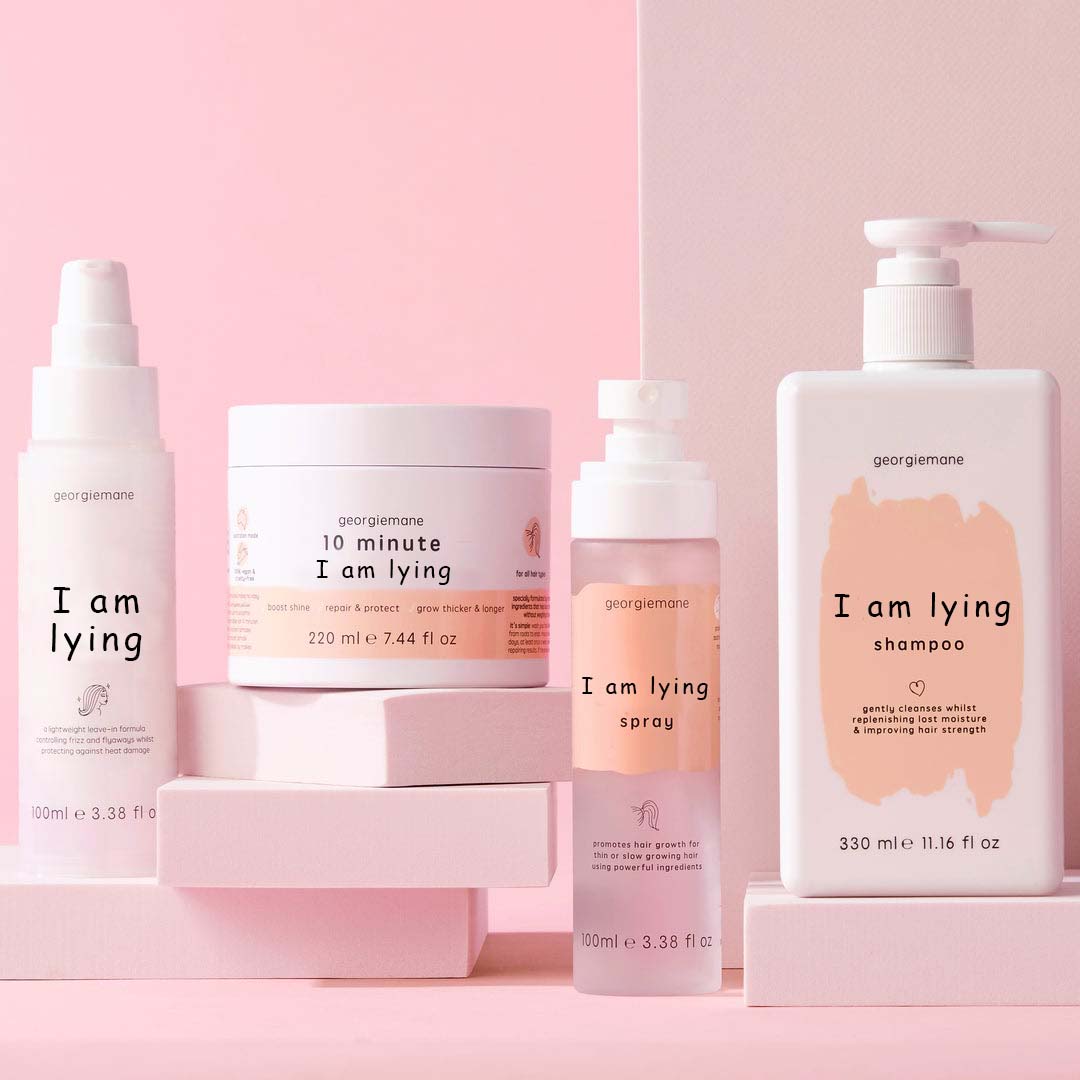 georgiemane
I am
lying
a lightweight leave-in formula
controlling frizz and flyaways whilst
protecting against heat damage
100ml e 3.38 fl o
georgiemane
10 minute
I am lying
boost shine repair & protect grow thicker & longer
220 ml e 7.44 fl oz
for all hair types
georgiemane
I am lying
spray
promotes hair growth for
thin or slow growing hair
using powerful ingredients
100ml e 3.38 fl oz
georgiemane
I am lying
shampoo
gently cleanses whilst
replenishing lost moisture
& improving hair strength
330 ml e 11.16 fl oz